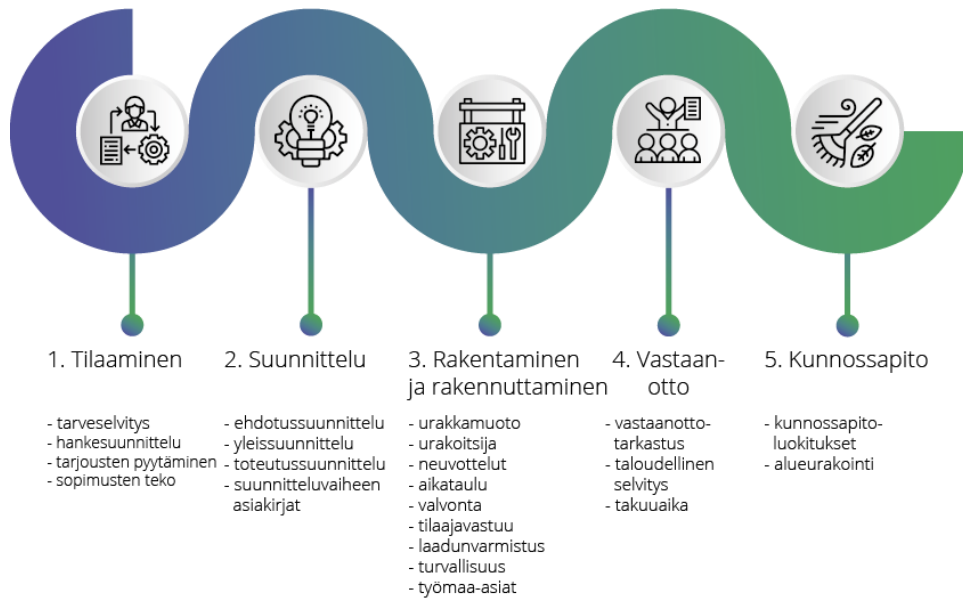 1. Tilaaminen
- tarveselvitys
- hankesuunnittelu
- tarjousten pyytäminen
- sopimusten teko
2. Suunnittelu
- ehdotussuunnittelu
- yleissuunnittelu
- toteutussuunnittelu
- suunnitteluvaiheen
asiakirjat
3. Rakentaminen
ja rakennuttaminen
- urakkamuoto
- urakoitsija
- neuvottelut
- aikataulu
- valvonta
- tilaajavastuu
- laadunvarmistus
- turvallisuus
- työmaa-asiat
4. Vastaan-
otto
- vastaanotto-
tarkastus
- taloudellinen
selvitys
- takuuaika
5. Kunnossapito
- kunnossapito-
luokitukset
- alueurakointi